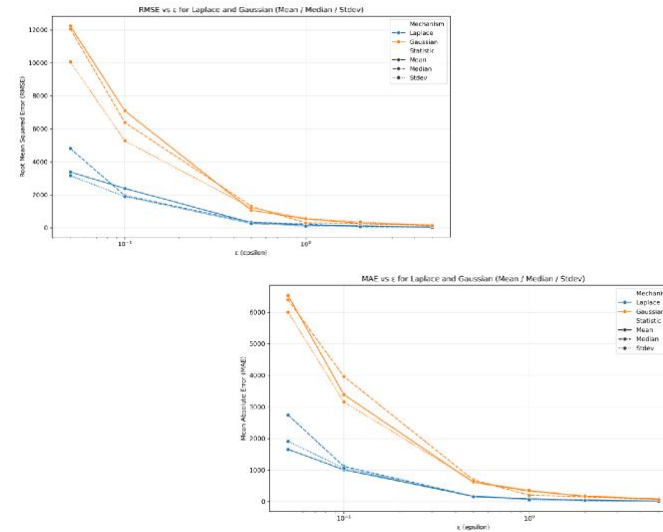 RMSE vs ε for Laplace and Gaussian (Mean / Median / Stdev)
Root Mean Squared Error (RMSE)
12000
10000
8000
6000
4000
2000
0
10⁻¹
10⁰
ε (epsilon)
Mechanism
Laplace
Gaussian
Statistic
Mean
Median
Stdev
MAE vs ε for Laplace and Gaussian (Mean / Median / Stdev)
Mean Absolute Error (MAE)
6000
5000
4000
3000
2000
1000
0
10⁻¹
10⁰
ε (epsilon)
Mechanism
Laplace
Gaussian
Statistic
Mean
Median
Stdev